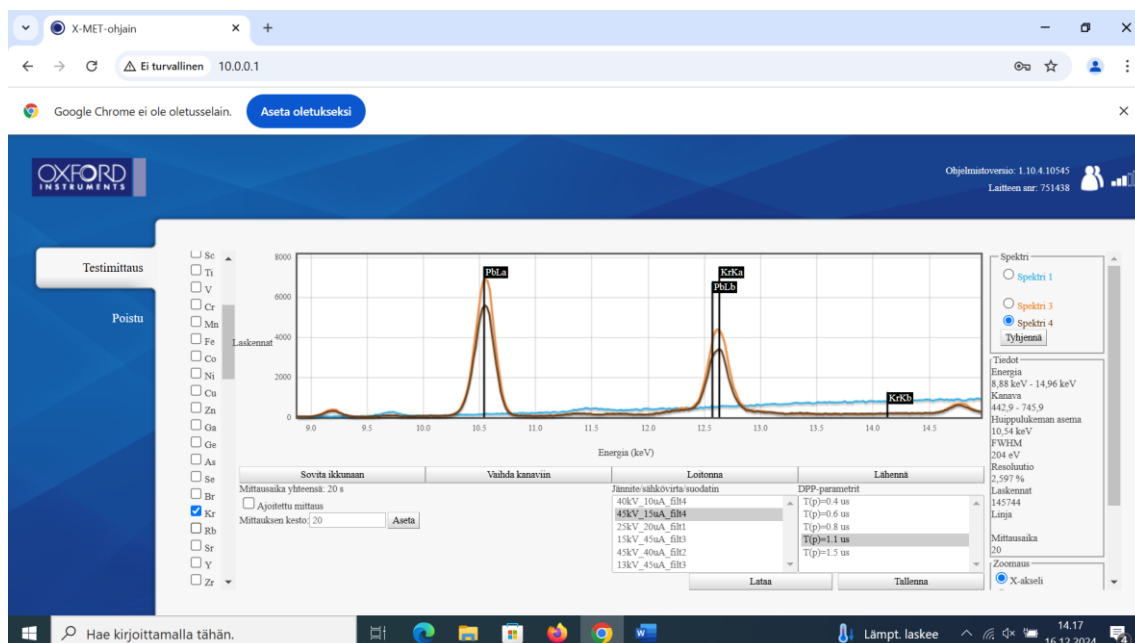 X-MET-ohjain
Ei turvallinen 10.0.0.1
Google Chrome ei ole oletusselain. Aseta oletukseksi
OXFORD
INSTRUMENTS
Ohjelmistoversio: 1.10.4.10545
Laitteen snr: 751438
Testimittaus
Poistu
Sc
Ti
V
Cr
Mn
Fe
Co
Ni
Cu
Zn
Ga
Ge
As
Se
Br
Kr
Rb
Sr
Y
Zr
Laskennat
8000
6000
4000
2000
0
PbLa
KrKa
PbLb
KrKb
9.0 9.5 10.0 10.5 11.0 11.5 12.0 12.5 13.0 13.5 14.0 14.5
Energia (keV)
Sovita ikkunaan Vaihda kanaviin Loitonna Lähennä
Mittausaika yhteensä: 20 s
Ajoitettu mittaus
Mittauksen kesto: 20 Aseta
Jännite/sähkövirta/suodatin
40kV_10uA_filt4
45kV_15uA_filt4
25kV_20uA_filt1
15kV_45uA_filt3
45kV_40uA_filt2
13kV_45uA_filt3
DPP-parametrit
T(p)=0.4 us
T(p)=0.6 us
T(p)=0.8 us
T(p)=1.1 us
T(p)=1.5 us
Lataa Tallenna
Spektri
Spektri 1
Spektri 3
Spektri 4
Tyhjennä
Tiedot
Energia
8,88 keV - 14,96 keV
Kanava
442,9 - 745,9
Huippulukeman asema
10,54 keV
FWHM
204 eV
Resoluutio
2,597 %
Laskennat
145744
Linja
Mittausaika
20
Zoomaus
X-akseli
Hae kirjoittamalla tähän.
Lämpt. laskee
14.17
16.12.2024
4